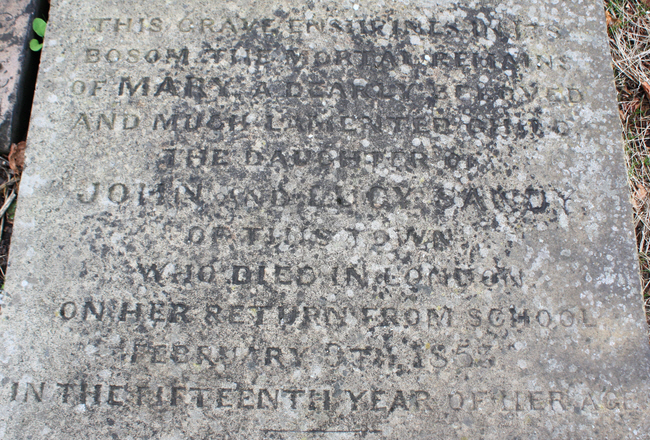 THIS GRAVE ENSHRINES IN ITS
BOSOM THE MORTAL REMAINS
OF MARY, A DEARLY BELOVED
AND MUCH LAMENTED CHILD
THE DAUGHTER OF
JOHN AND LUCY
OF THIS TOWN
WHO DIED IN LONDON
ON HER RETURN FROM SCHOOL
FEBRUARY 1853
IN THE FIFTEENTH YEAR OF HER AGE